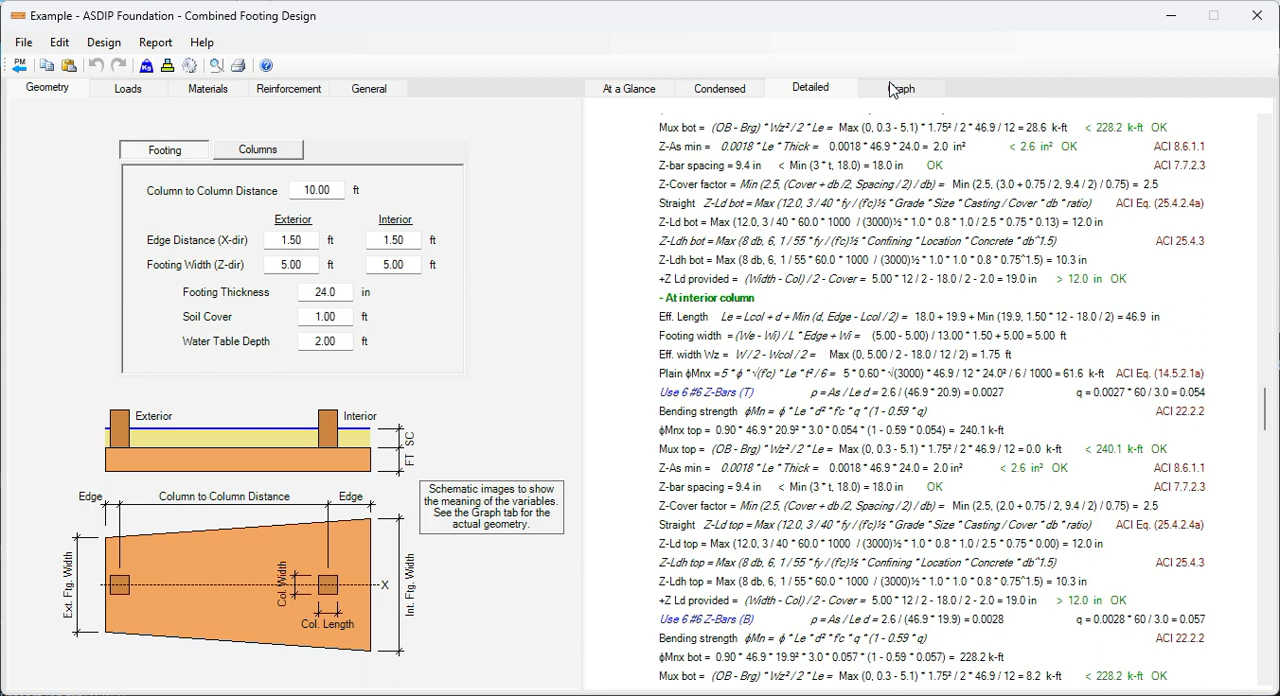 Example - ASDIP Foundation - Combined Footing Design
File Edit Design Report Help
PM Kg
Geometry Loads Materials Reinforcement General
At a Glance Condensed Detailed
Footing Columns
Column to Column Distance 10.00 ft
Exterior Interior
Edge Distance (X-dir) 1.50 ft 1.50 ft
Footing Width (Z-dir) 5.00 ft 5.00 ft
Footing Thickness 24.0 in
Soil Cover 1.00 ft
Water Table Depth 2.00 ft
Exterior Interior
SC
FT
Edge Column to Column Distance Edge
Schematic images to show
the meaning of the variables.
See the Graph tab for the
actual geometry.
Ext. Ftg. Width
Col. Width
X
Int. Ftg. Width
Col. Length
Mux bot = (OB - Brg) * Wz² / 2 * Le = Max (0, 0.3 - 5.1) * 1.75² / 2 * 46.9 / 12 = 28.6 k-ft < 228.2 k-ft OK
Z-As min = 0.0018 * Le * Thick = 0.0018 * 46.9 * 24.0 = 2.0 in² < 2.6 in² OK ACI 8.6.1.1
Z-bar spacing = 9.4 in < Min (3 * t, 18.0) = 18.0 in OK ACI 7.7.2.3
Z-Cover factor = Min (2.5, (Cover + db /2, Spacing / 2) / db) = Min (2.5, (3.0 + 0.75 / 2, 9.4 / 2) / 0.75) = 2.5
Straight Z-Ld bot = Max (12.0, 3 / 40 * fy / (f'c)½ * Grade * Size * Casting / Cover * db * ratio) ACI Eq. (25.4.2.4a)
Z-Ld bot = Max (12.0, 3 / 40 * 60.0 * 1000 / (3000)½ * 1.0 * 0.8 * 1.0 / 2.5 * 0.75 * 0.13) = 12.0 in
Z-Ldh bot = Max (8 db, 6, 1 / 55 * fy / (f'c)½ * Confining * Location * Concrete * db^1.5) ACI 25.4.3
Z-Ldh bot = Max (8 db, 6, 1 / 55 * 60.0 * 1000 / (3000)½ * 1.0 * 1.0 * 0.8 * 0.75^1.5) = 10.3 in
+Z Ld provided = (Width - Col) / 2 - Cover = 5.00 * 12 / 2 - 18.0 / 2 - 2.0 = 19.0 in > 12.0 in OK
- At interior column
Eff. Length Le = Lcol + d + Min (d, Edge - Lcol / 2) = 18.0 + 19.9 + Min (19.9, 1.50 * 12 - 18.0 / 2) = 46.9 in
Footing width = (We - Wi) / L * Edge + Wi = (5.00 - 5.00) / 13.00 * 1.50 + 5.00 = 5.00 ft
Eff. width Wz = W / 2 - Wcol / 2 = Max (0, 5.00 / 2 - 18.0 / 12 / 2) = 1.75 ft
Plain ϕMnx = 5 * ϕ * √(f'c) * Le * t² / 6 = 5 * 0.60 * √(3000) * 46.9 / 12 * 24.0² / 6 / 1000 = 61.6 k-ft ACI Eq. (14.5.2.1a)
Use 6 #6 Z-Bars (T) ρ = As / Le d = 2.6 / (46.9 * 20.9) = 0.0027 q = 0.0027 * 60 / 3.0 = 0.054
Bending strength ϕMn = ϕ * Le * d² * f'c * q * (1 - 0.59 * q) ACI 22.2.2
ϕMnx top = 0.90 * 46.9 * 20.9² * 3.0 * 0.054 * (1 - 0.59 * 0.054) = 240.1 k-ft
Mux top = (OB - Brg) * Wz² / 2 * Le = Max (0, 0.3 - 5.1) * 1.75² / 2 * 46.9 / 12 = 0.0 k-ft < 240.1 k-ft OK
Z-As min = 0.0018 * Le * Thick = 0.0018 * 46.9 * 24.0 = 2.0 in² < 2.6 in² OK ACI 8.6.1.1
Z-bar spacing = 9.4 in < Min (3 * t, 18.0) = 18.0 in OK ACI 7.7.2.3
Z-Cover factor = Min (2.5, (Cover + db /2, Spacing / 2) / db) = Min (2.5, (2.0 + 0.75 / 2, 9.4 / 2) / 0.75) = 2.5
Straight Z-Ld top = Max (12.0, 3 / 40 * fy / (f'c)½ * Grade * Size * Casting / Cover * db * ratio) ACI Eq. (25.4.2.4a)
Z-Ld top = Max (12.0, 3 / 40 * 60.0 * 1000 / (3000)½ * 1.0 * 0.8 * 1.0 / 2.5 * 0.75 * 0.00) = 12.0 in
Z-Ldh top = Max (8 db, 6, 1 / 55 * fy / (f'c)½ * Confining * Location * Concrete * db^1.5) ACI 25.4.3
Z-Ldh top = Max (8 db, 6, 1 / 55 * 60.0 * 1000 / (3000)½ * 1.0 * 1.0 * 0.8 * 0.75^1.5) = 10.3 in
+Z Ld provided = (Width - Col) / 2 - Cover = 5.00 * 12 / 2 - 18.0 / 2 - 2.0 = 19.0 in > 12.0 in OK
Use 6 #6 Z-Bars (B) ρ = As / Le d = 2.6 / (46.9 * 19.9) = 0.0028 q = 0.0028 * 60 / 3.0 = 0.057
Bending strength ϕMn = ϕ * Le * d² * f'c * q * (1 - 0.59 * q) ACI 22.2.2
ϕMnx bot = 0.90 * 46.9 * 19.9² * 3.0 * 0.057 * (1 - 0.59 * 0.057) = 228.2 k-ft
Mux bot = (OB - Brg) * Wz² / 2 * Le = Max (0, 0.3 - 5.1) * 1.75² / 2 * 46.9 / 12 = 8.2 k-ft < 228.2 k-ft OK